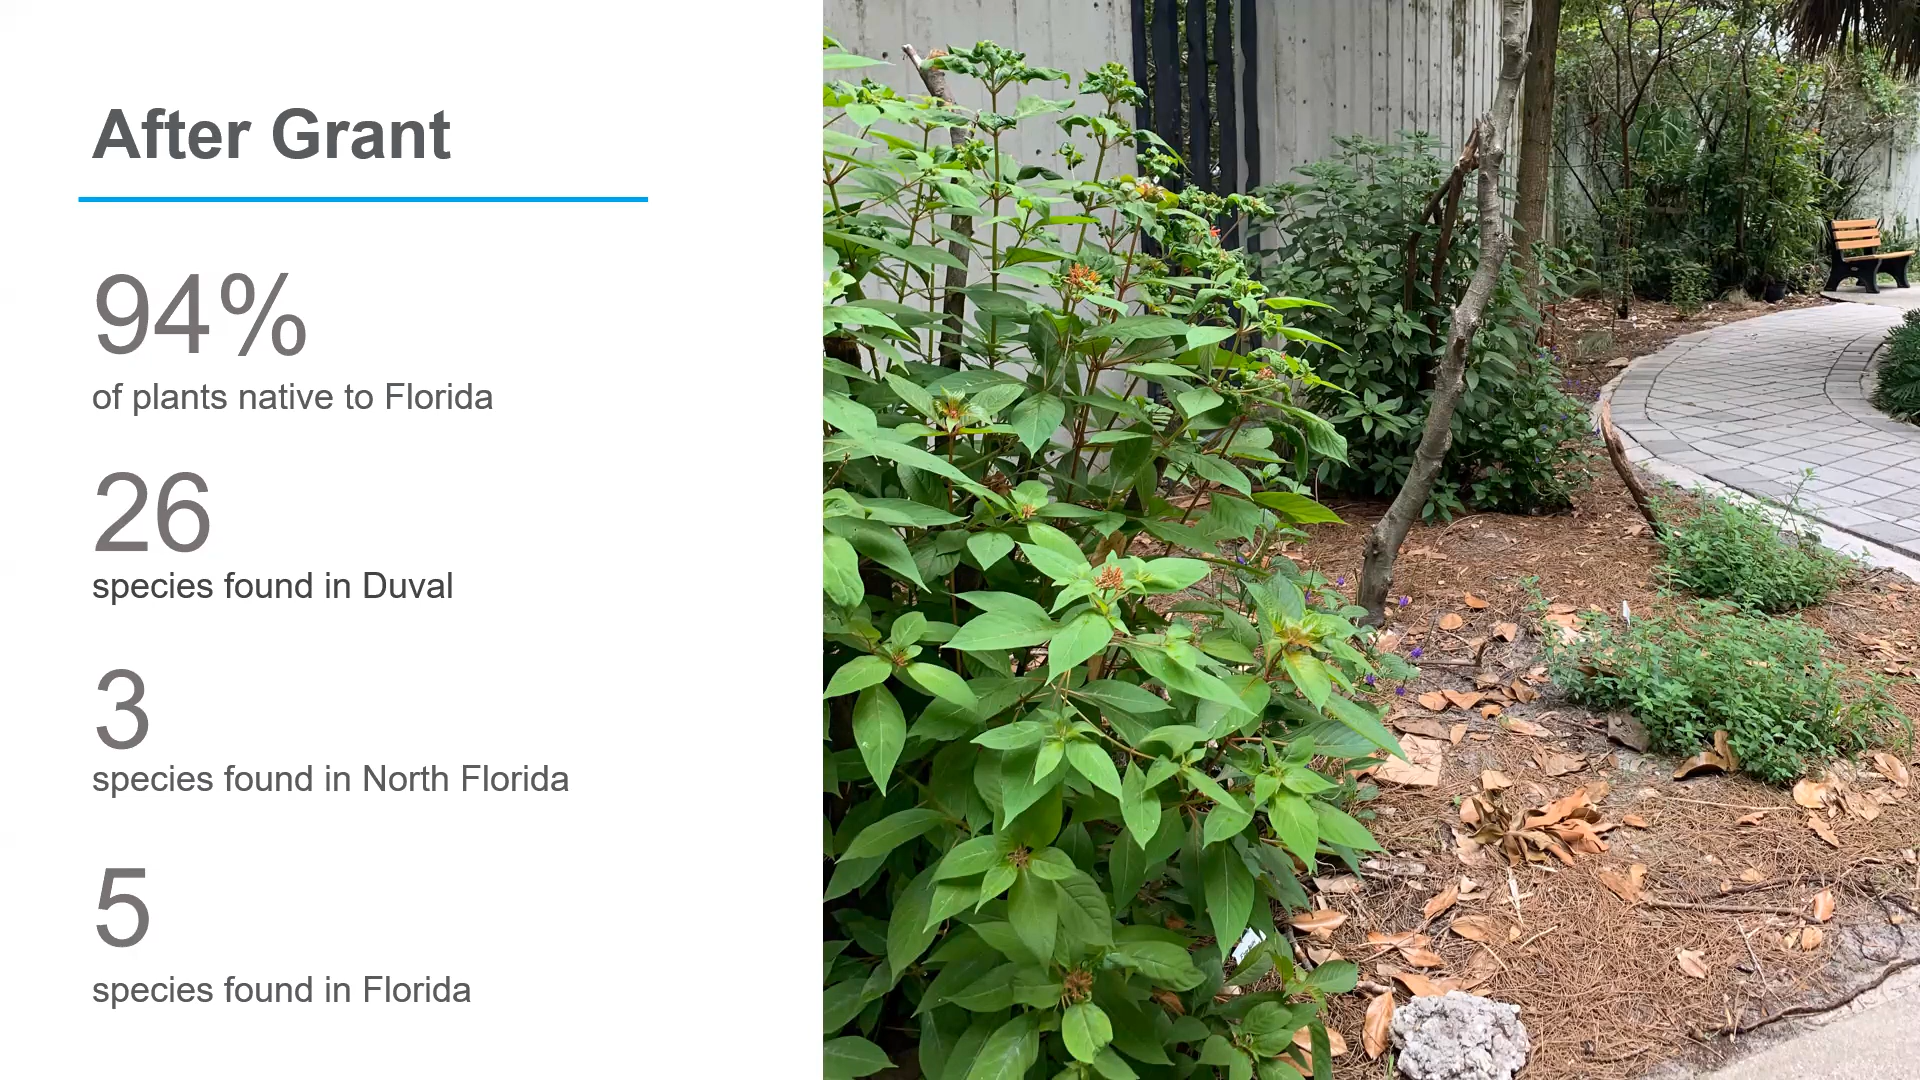 After Grant
94%
of plants native to Florida
26
species found in Duval
3
species found in North Florida
5
species found in Florida